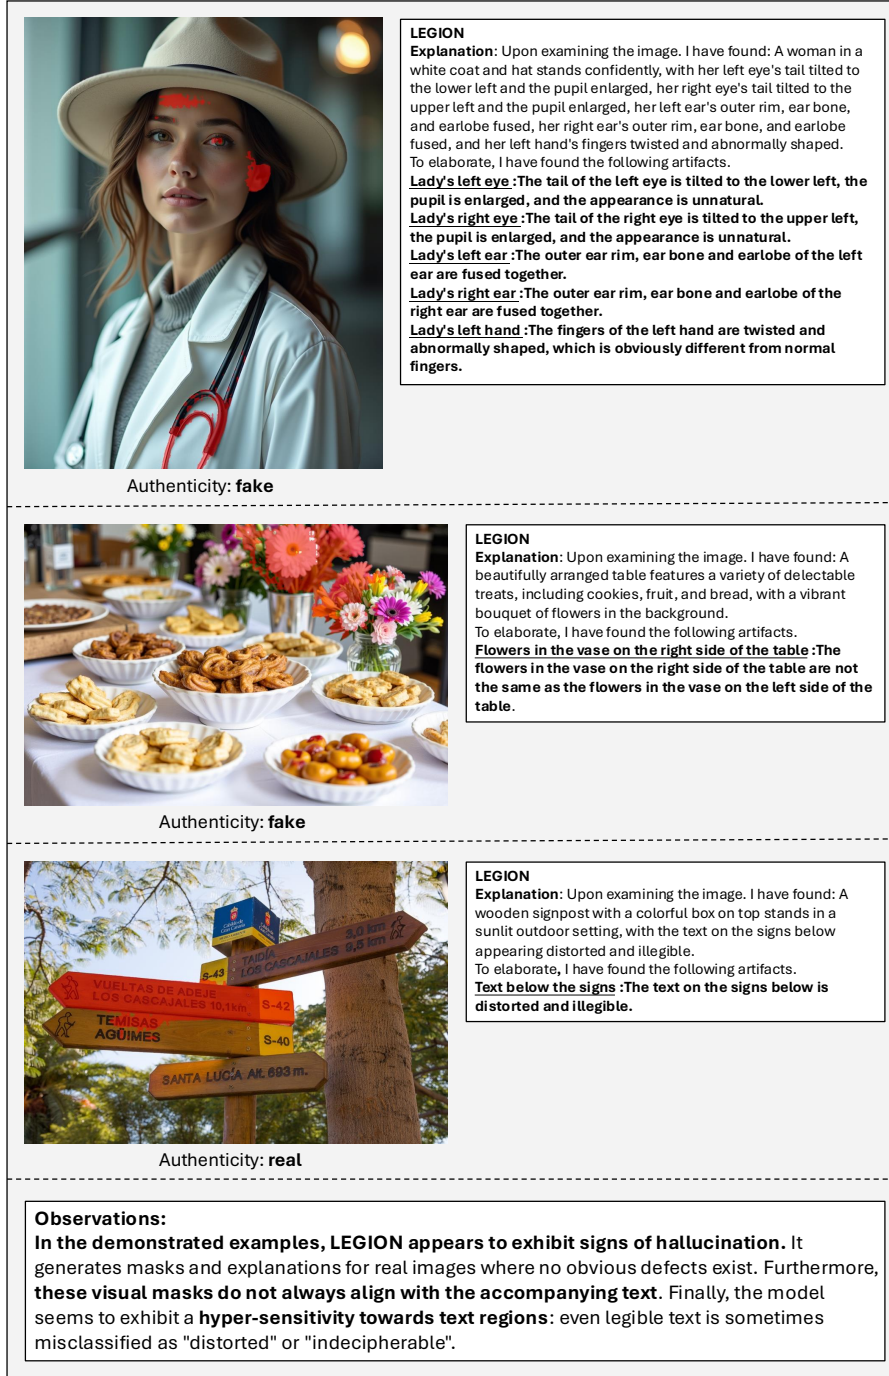 LEGION
Explanation: Upon examining the image. I have found: A woman in a
white coat and hat stands confidently, with her left eye's tail tilted to
the lower left and the pupil enlarged, her right eye's tail tilted to the
upper left and the pupil enlarged, her left ear's outer rim, ear bone,
and earlobe fused, her right ear's outer rim, ear bone, and earlobe
fused, and her left hand's fingers twisted and abnormally shaped.
To elaborate, I have found the following artifacts.
Lady's left eye :The tail of the left eye is tilted to the lower left, the
pupil is enlarged, and the appearance is unnatural.
Lady's right eye :The tail of the right eye is tilted to the upper left,
the pupil is enlarged, and the appearance is unnatural.
Lady's left ear :The outer ear rim, ear bone and earlobe of the left
ear are fused together.
Lady's right ear :The outer ear rim, ear bone and earlobe of the
right ear are fused together.
Lady's left hand :The fingers of the left hand are twisted and
abnormally shaped, which is obviously different from normal
fingers.
Authenticity: fake
LEGION
Explanation: Upon examining the image. I have found: A
beautifully arranged table features a variety of delectable
treats, including cookies, fruit, and bread, with a vibrant
bouquet of flowers in the background.
To elaborate, I have found the following artifacts.
Flowers in the vase on the right side of the table :The
flowers in the vase on the right side of the table are not
the same as the flowers in the vase on the left side of the
table.
Authenticity: fake
3,0 km
TAIDÍA
LOS CASCAJALES 9,5 km
S-43
VUELTAS DE ADEJE
LOS CASCAJALES 10,1km
S-42
TEMISAS
AGÜIMES
S-40
SANTA LUCÍA Alt. 693 m.
LEGION
Explanation: Upon examining the image. I have found: A
wooden signpost with a colorful box on top stands in a
sunlit outdoor setting, with the text on the signs below
appearing distorted and illegible.
To elaborate, I have found the following artifacts.
Text below the signs :The text on the signs below is
distorted and illegible.
Authenticity: real
Observations:
In the demonstrated examples, LEGION appears to exhibit signs of hallucination. It
generates masks and explanations for real images where no obvious defects exist. Furthermore,
these visual masks do not always align with the accompanying text. Finally, the model
seems to exhibit a hyper-sensitivity towards text regions: even legible text is sometimes
misclassified as "distorted" or "indecipherable".